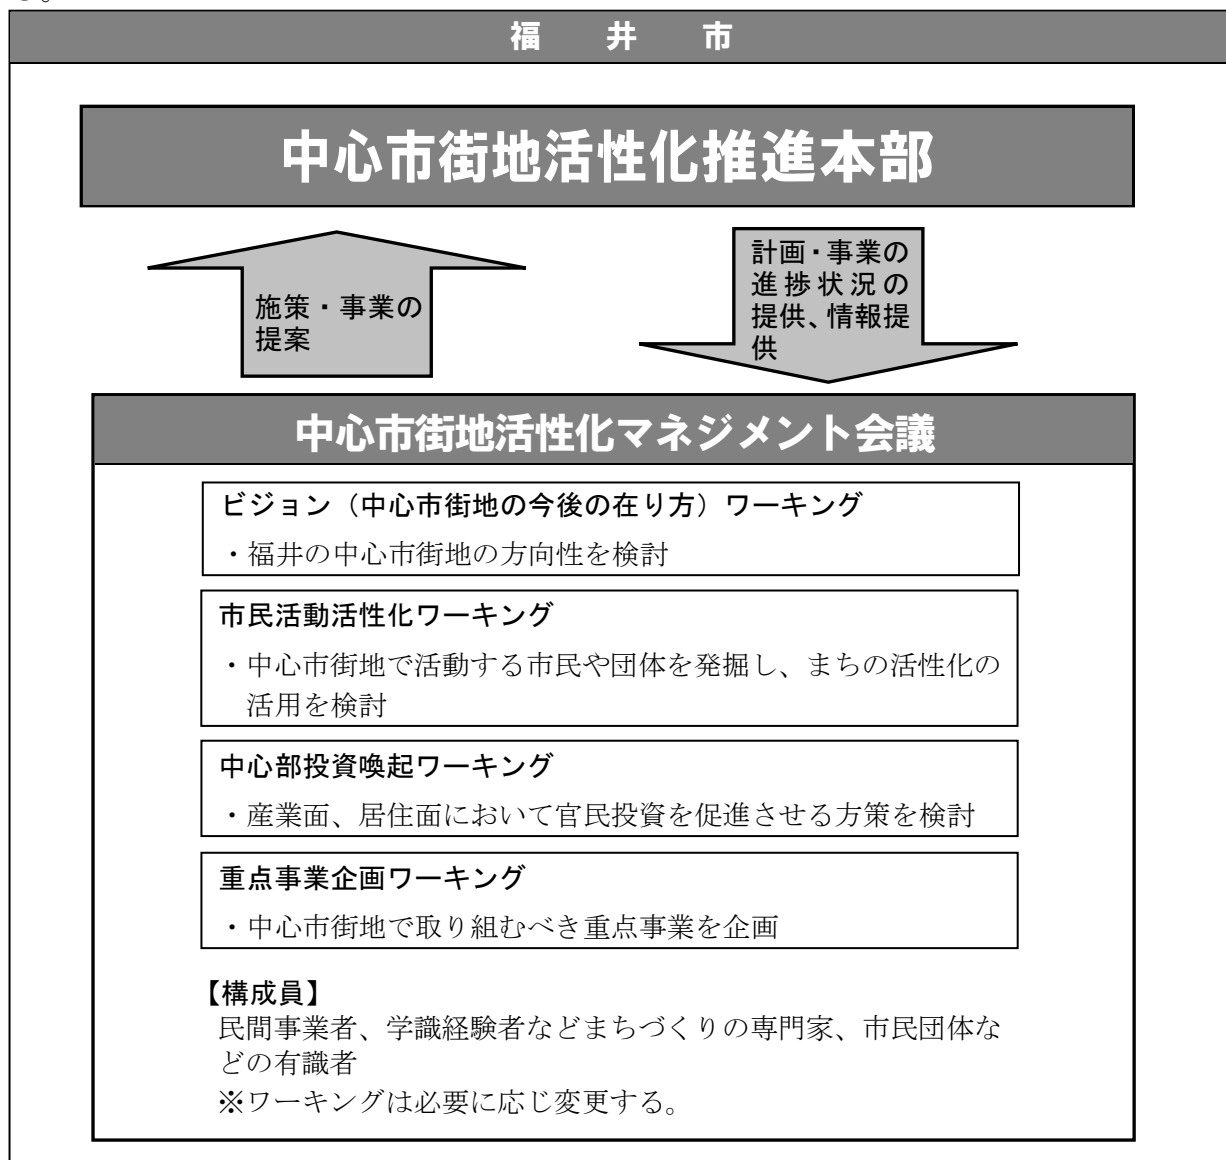 福 井 市
中心市街地活性化推進本部
施策・事業の
提案
計画・事業の
進捗状況の
提供、情報提
供
中心市街地活性化マネジメント会議
ビジョン（中心市街地の今後の在り方）ワーキング
・福井の中心市街地の方向性を検討
市民活動活性化ワーキング
・中心市街地で活動する市民や団体を発掘し、まちの活性化の
活用を検討
中心部投資喚起ワーキング
・産業面、居住面において官民投資を促進させる方策を検討
重点事業企画ワーキング
・中心市街地で取り組むべき重点事業を企画
【構成員】
民間事業者、学識経験者などまちづくりの専門家、市民団体な
どの有識者
※ワーキングは必要に応じ変更する。